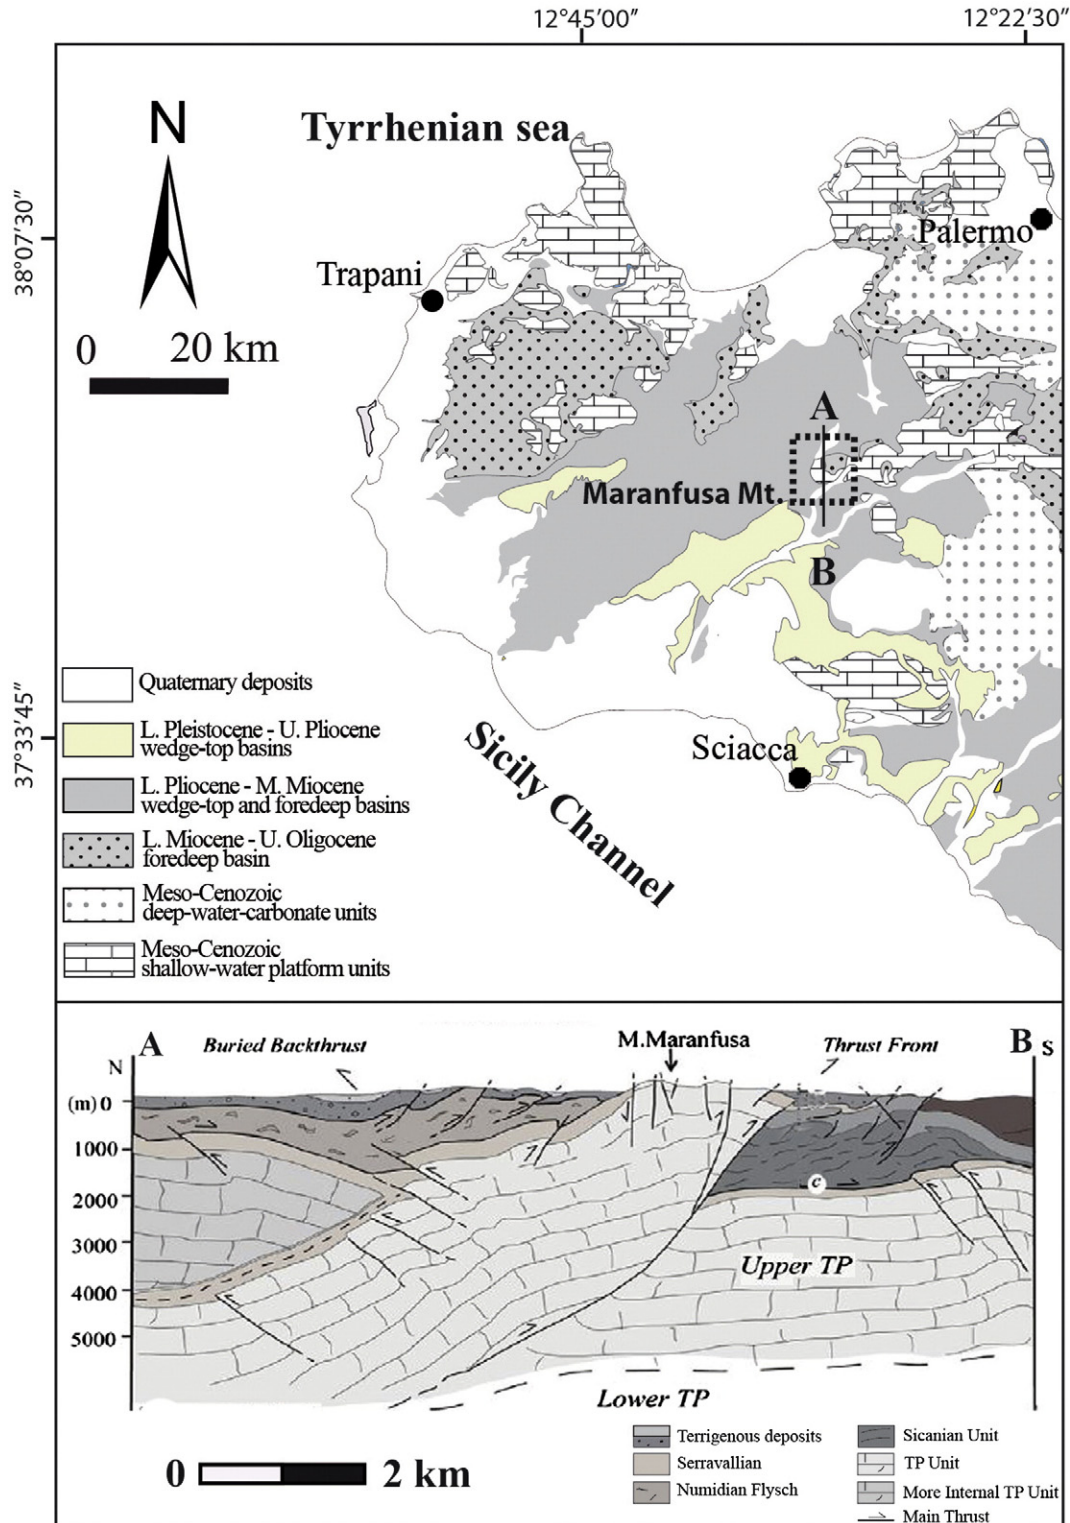 12°45'00" 12°22'30"
N
Tyrrhenian sea
38°07'30"
Palermo
Trapani
0 20 km
A
Maranfusa Mt.
B
37°33'45"
Quaternary deposits
L. Pleistocene - U. Pliocene
wedge-top basins
L. Pliocene - M. Miocene
wedge-top and foredeep basins
L. Miocene - U. Oligocene
foredeep basin
Meso-Cenozoic
deep-water-carbonate units
Meso-Cenozoic
shallow-water platform units
Sciacca
Sicily Channel
A Buried Backthrust M.Maranfusa Thrust Front B S
N
(m) 0
1000
2000
3000
4000
5000
c
Upper TP
Lower TP
0 2 km
Terrigenous deposits
Serravallian
Numidian Flysch
Sicanian Unit
TP Unit
More Internal TP Unit
Main Thrust